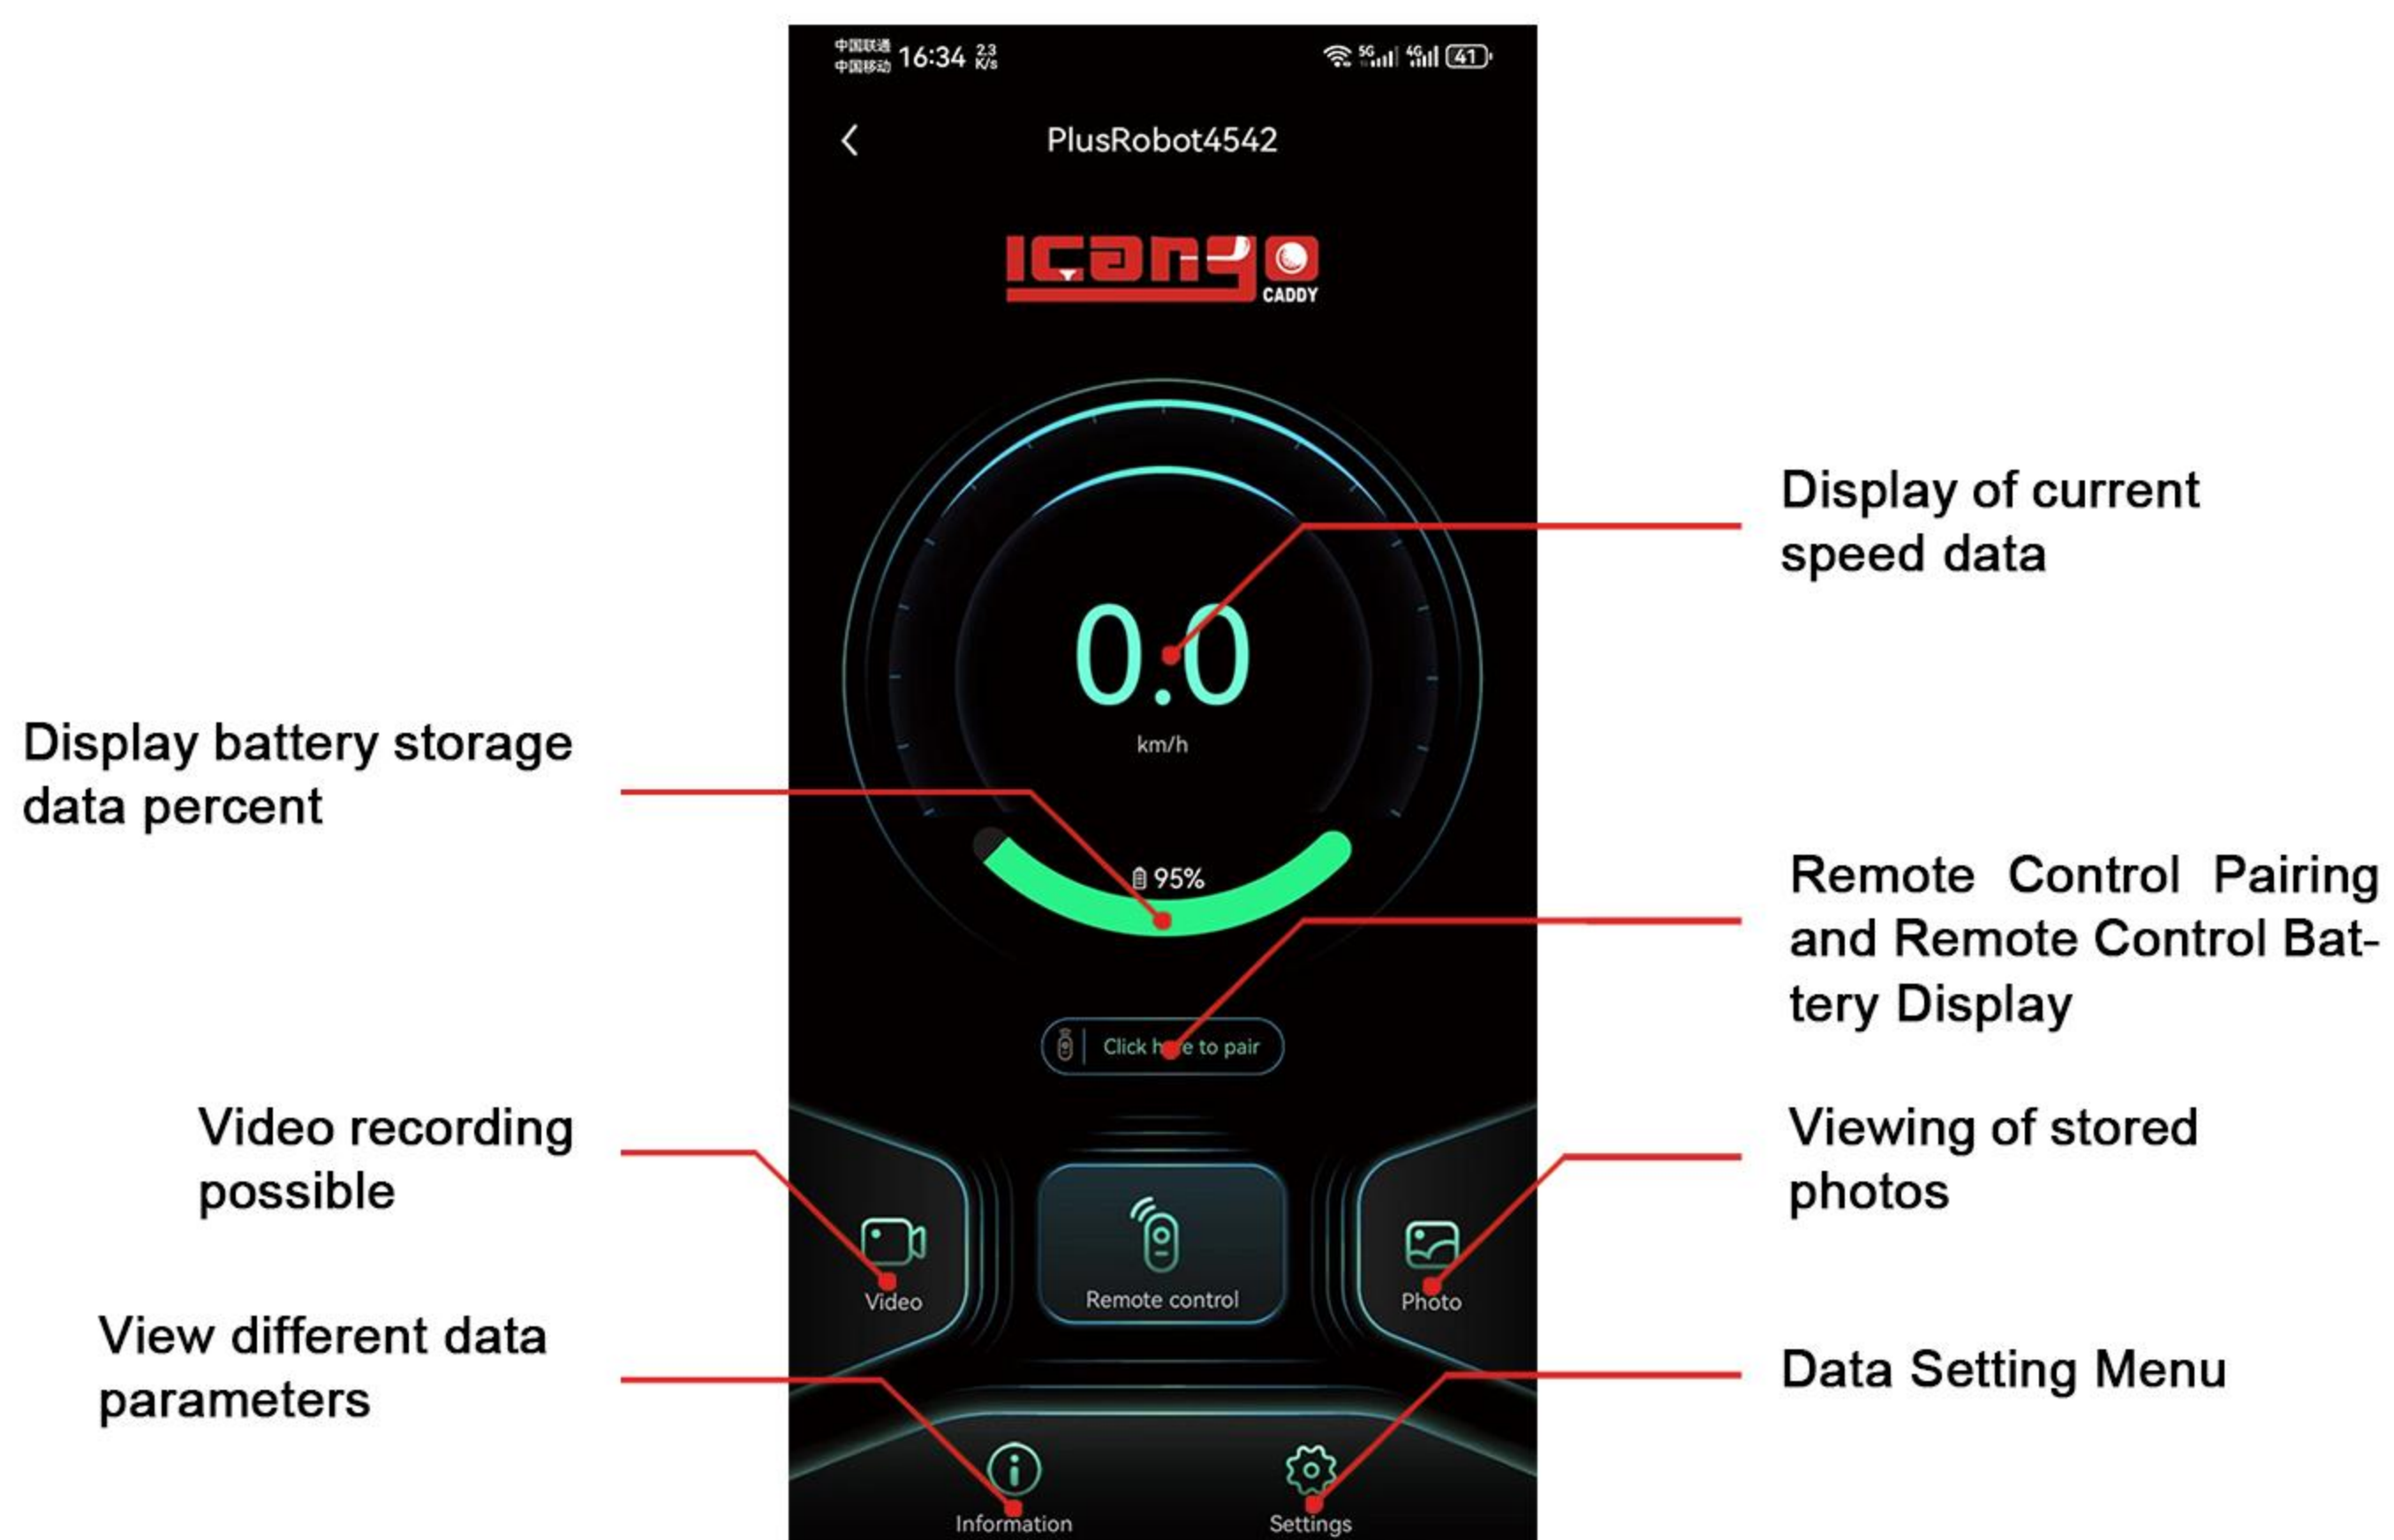 中国联通
中国移动
16:34
2.3
K/s
5G
4G
41
PlusRobot4542
Icango
CADDY
Display of current
speed data
0.0
km/h
Display battery storage
data percent
95%
Remote Control Pairing
and Remote Control Bat-
tery Display
Click here to pair
Video recording
possible
Viewing of stored
photos
Video
Remote control
Photo
View different data
parameters
Data Setting Menu
Information
Settings